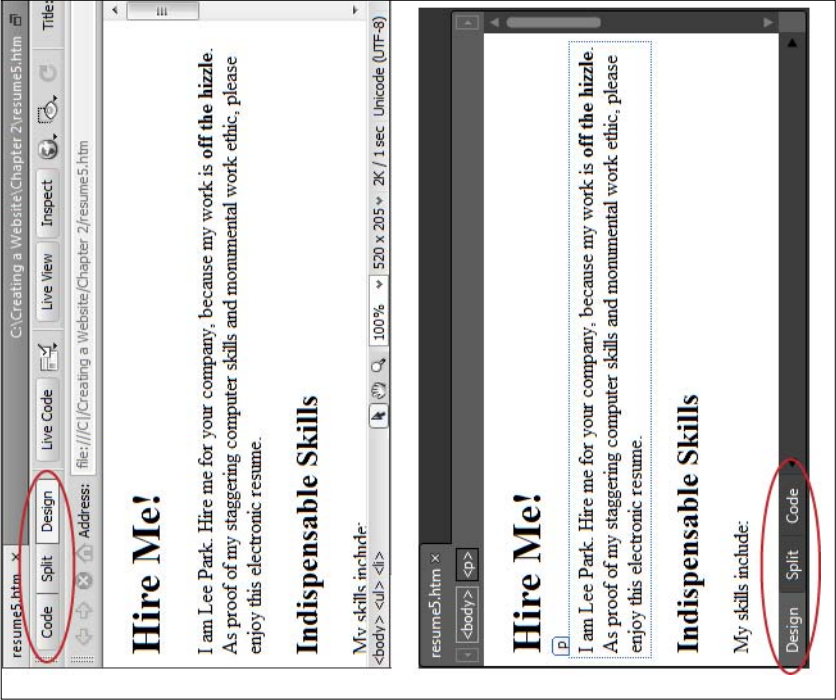 resume5.htm × C:\Creating a Website\Chapter 2\resume5.htm
Code Split Design Live Code Live View Inspect Title:
Address: file:///C|/Creating a Website/Chapter 2/resume5.htm
Hire Me!
I am Lee Park. Hire me for your company, because my work is off the hizzle.
As proof of my staggering computer skills and monumental work ethic, please
enjoy this electronic resume.
Indispensable Skills
My skills include:
<body> <ul> <li> 100% 520 x 205 2K / 1 sec Unicode (UTF-8)
resume5.htm ×
<body> <p>
Hire Me!
p
I am Lee Park. Hire me for your company, because my work is off the hizzle.
As proof of my staggering computer skills and monumental work ethic, please
enjoy this electronic resume.
Indispensable Skills
My skills include:
Design Split Code